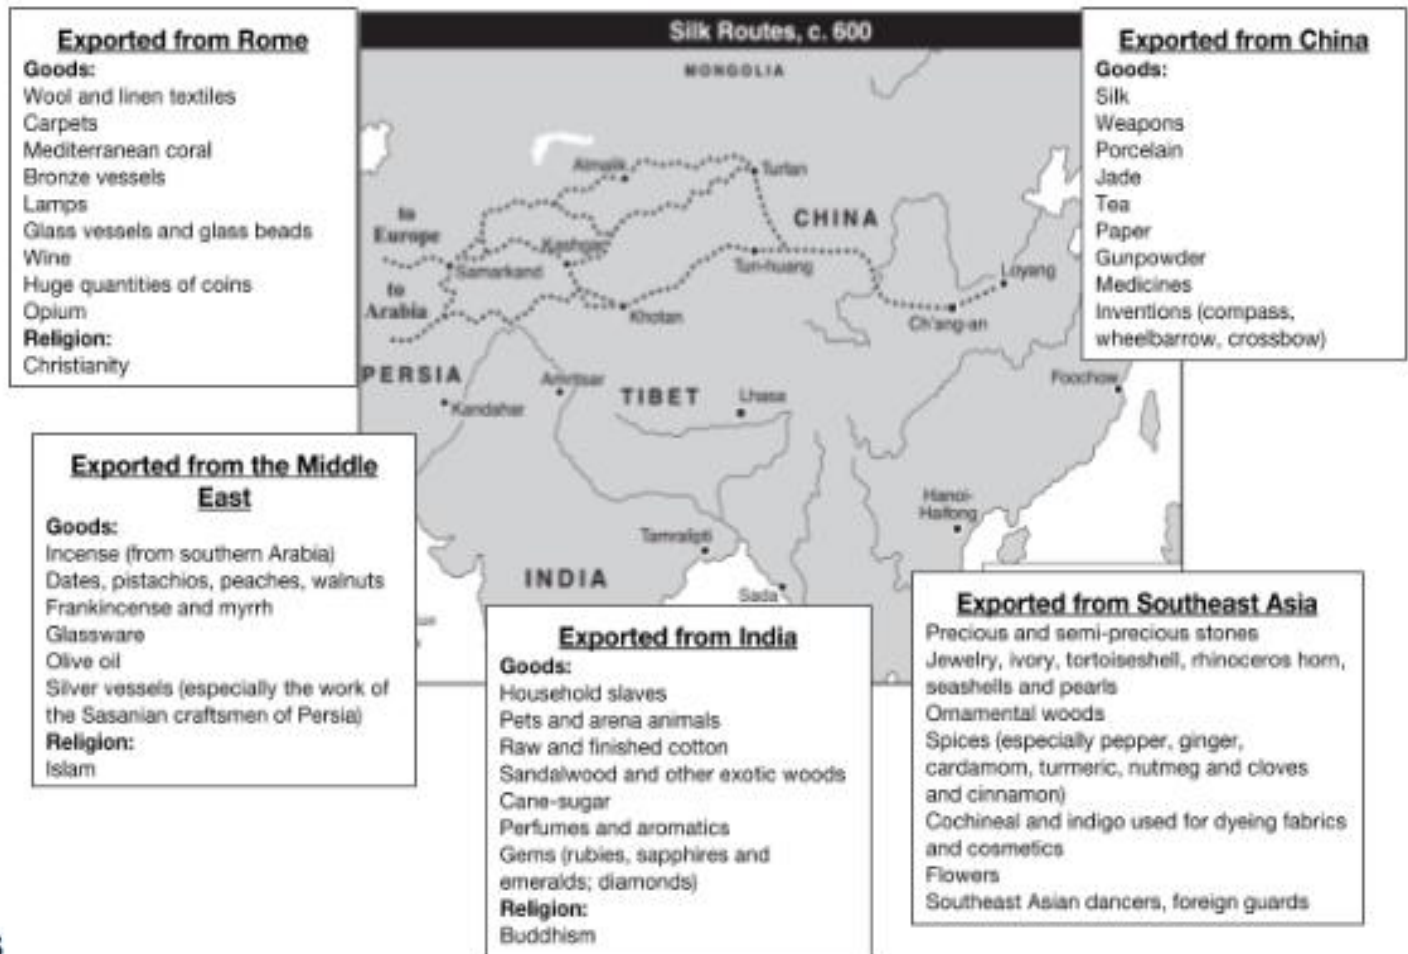 Exported from Rome
Goods:
Wool and linen textiles
Carpets
Mediterranean coral
Bronze vessels
Lamps
Glass vessels and glass beads
Wine
Huge quantities of coins
Opium
Religion:
Christianity
Silk Routes, c. 600
MONGOLIA
Almalik
Turfan
CHINA
to
Europe
Kashgar
Samarkand
Tun-huang
Loyang
to
Arabia
Khotan
Ch'ang-an
PERSIA
Amritsar
TIBET
Lhasa
Foochow
Kandahar
Hanoi-
Haifong
Tamralipti
INDIA
Sada
Exported from China
Goods:
Silk
Weapons
Porcelain
Jade
Tea
Paper
Gunpowder
Medicines
Inventions (compass,
wheelbarrow, crossbow)
Exported from the Middle
East
Goods:
Incense (from southern Arabia)
Dates, pistachios, peaches, walnuts
Frankincense and myrrh
Glassware
Olive oil
Silver vessels (especially the work of
the Sasanian craftsmen of Persia)
Religion:
Islam
Exported from India
Goods:
Household slaves
Pets and arena animals
Raw and finished cotton
Sandalwood and other exotic woods
Cane-sugar
Perfumes and aromatics
Gems (rubies, sapphires and
emeralds; diamonds)
Religion:
Buddhism
Exported from Southeast Asia
Precious and semi-precious stones
Jewelry, ivory, tortoiseshell, rhinoceros horn,
seashells and pearls
Ornamental woods
Spices (especially pepper, ginger,
cardamom, turmeric, nutmeg and cloves
and cinnamon)
Cochineal and indigo used for dyeing fabrics
and cosmetics
Flowers
Southeast Asian dancers, foreign guards